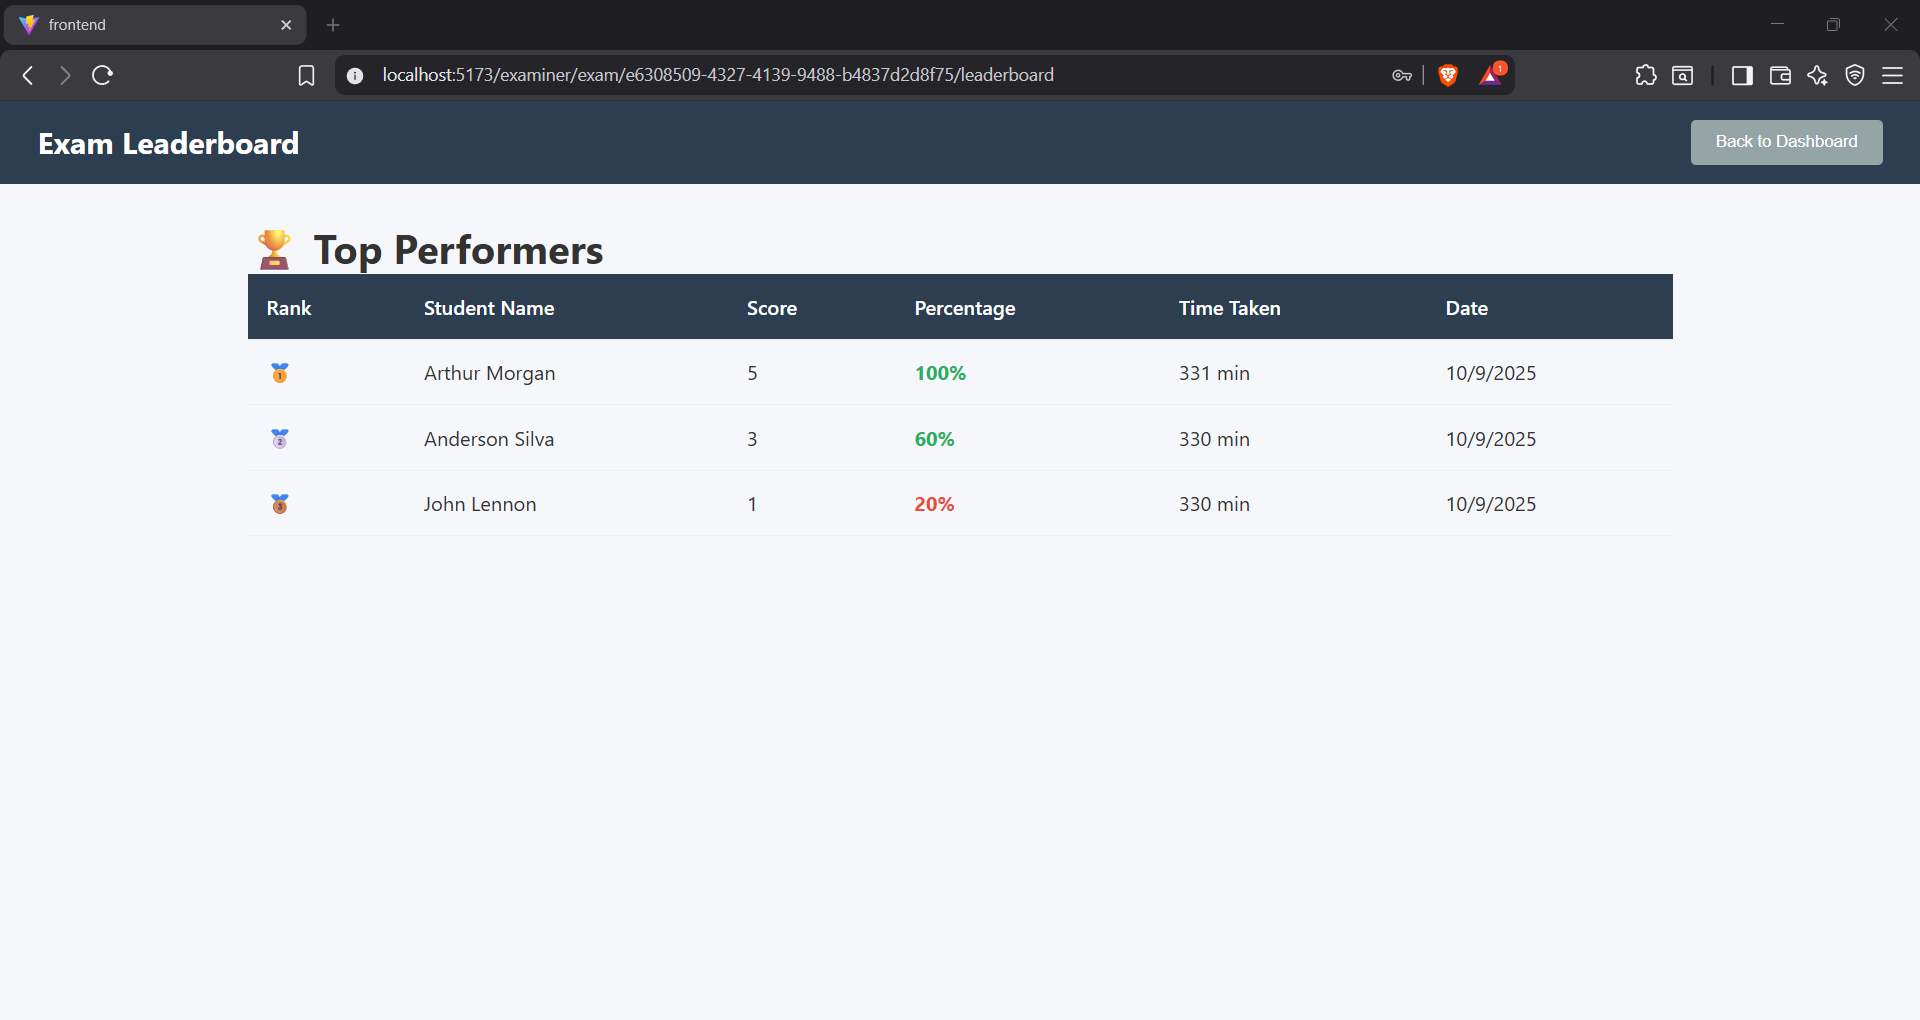 frontend
localhost:5173/examiner/exam/e6308509-4327-4139-9488-b4837d2d8f75/leaderboard
1
Exam Leaderboard
Back to Dashboard
🏆 Top Performers
Rank Student Name Score Percentage Time Taken Date
🥇 Arthur Morgan 5 100% 331 min 10/9/2025
🥈 Anderson Silva 3 60% 330 min 10/9/2025
🥉 John Lennon 1 20% 330 min 10/9/2025